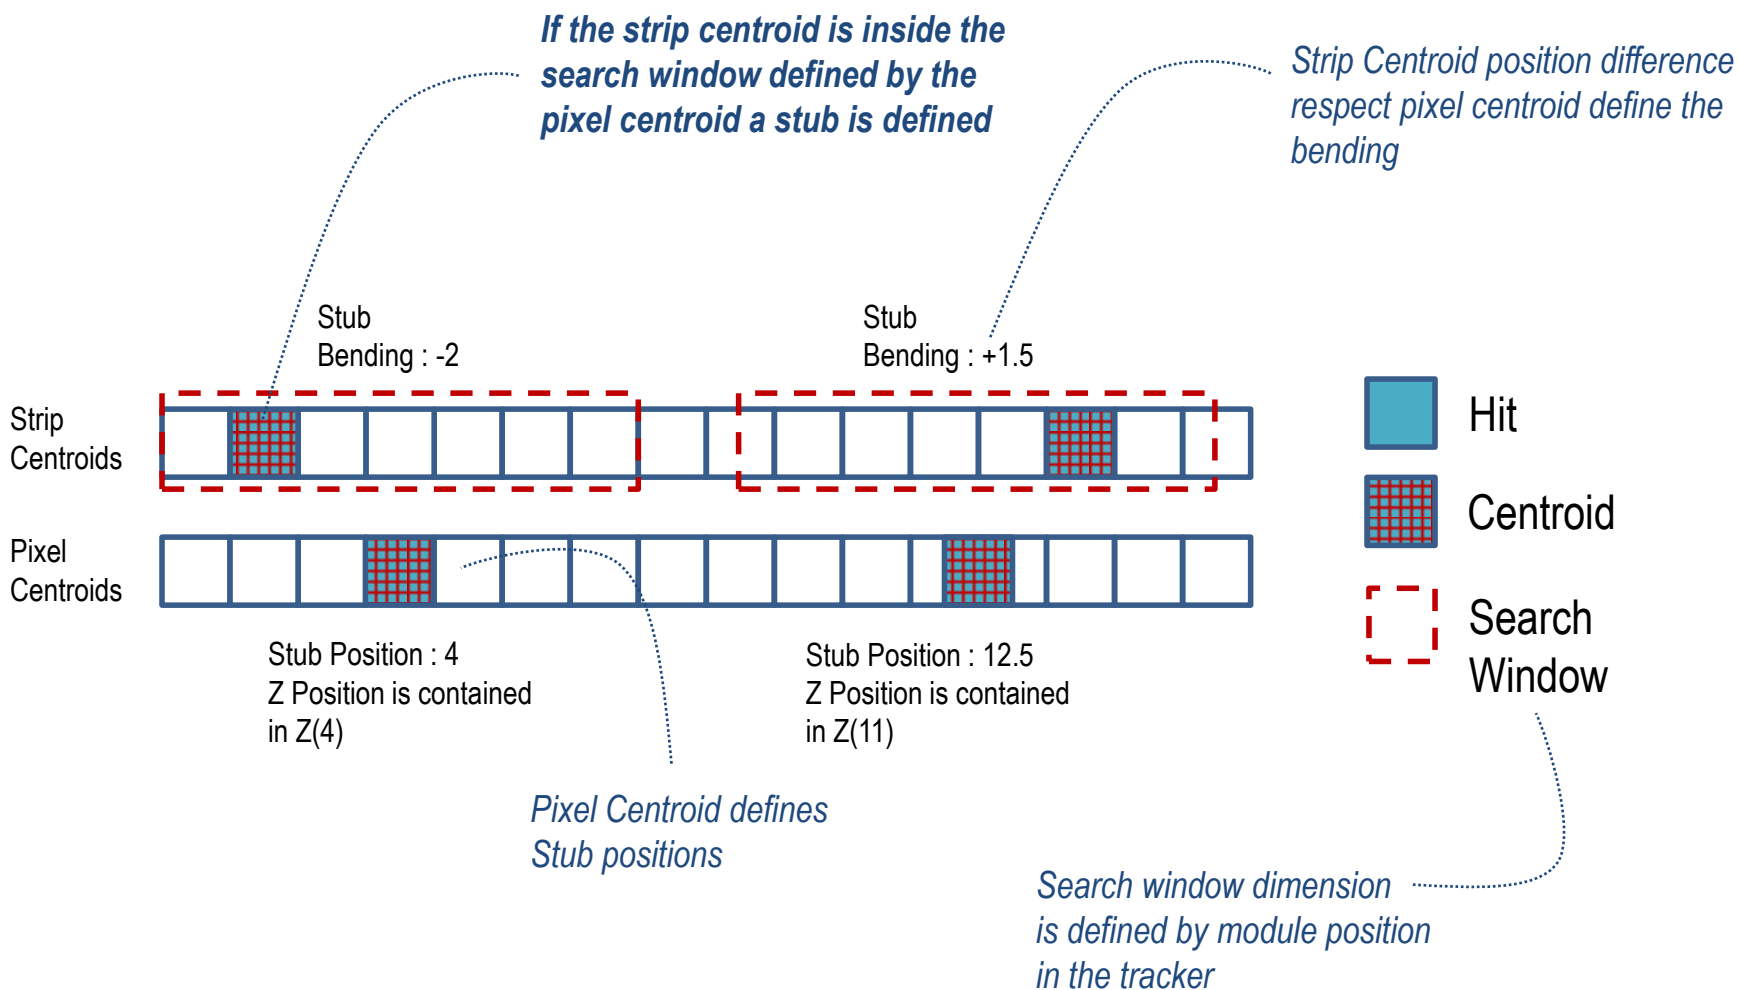 If the strip centroid is inside the
search window defined by the
pixel centroid a stub is defined
Strip Centroid position difference
respect pixel centroid define the
bending
Stub
Bending : -2
Stub
Bending : +1.5
Strip
Centroids
Pixel
Centroids
Hit
Centroid
Search
Window
Stub Position : 4
Z Position is contained
in Z(4)
Stub Position : 12.5
Z Position is contained
in Z(11)
Pixel Centroid defines
Stub positions
Search window dimension
is defined by module position
in the tracker